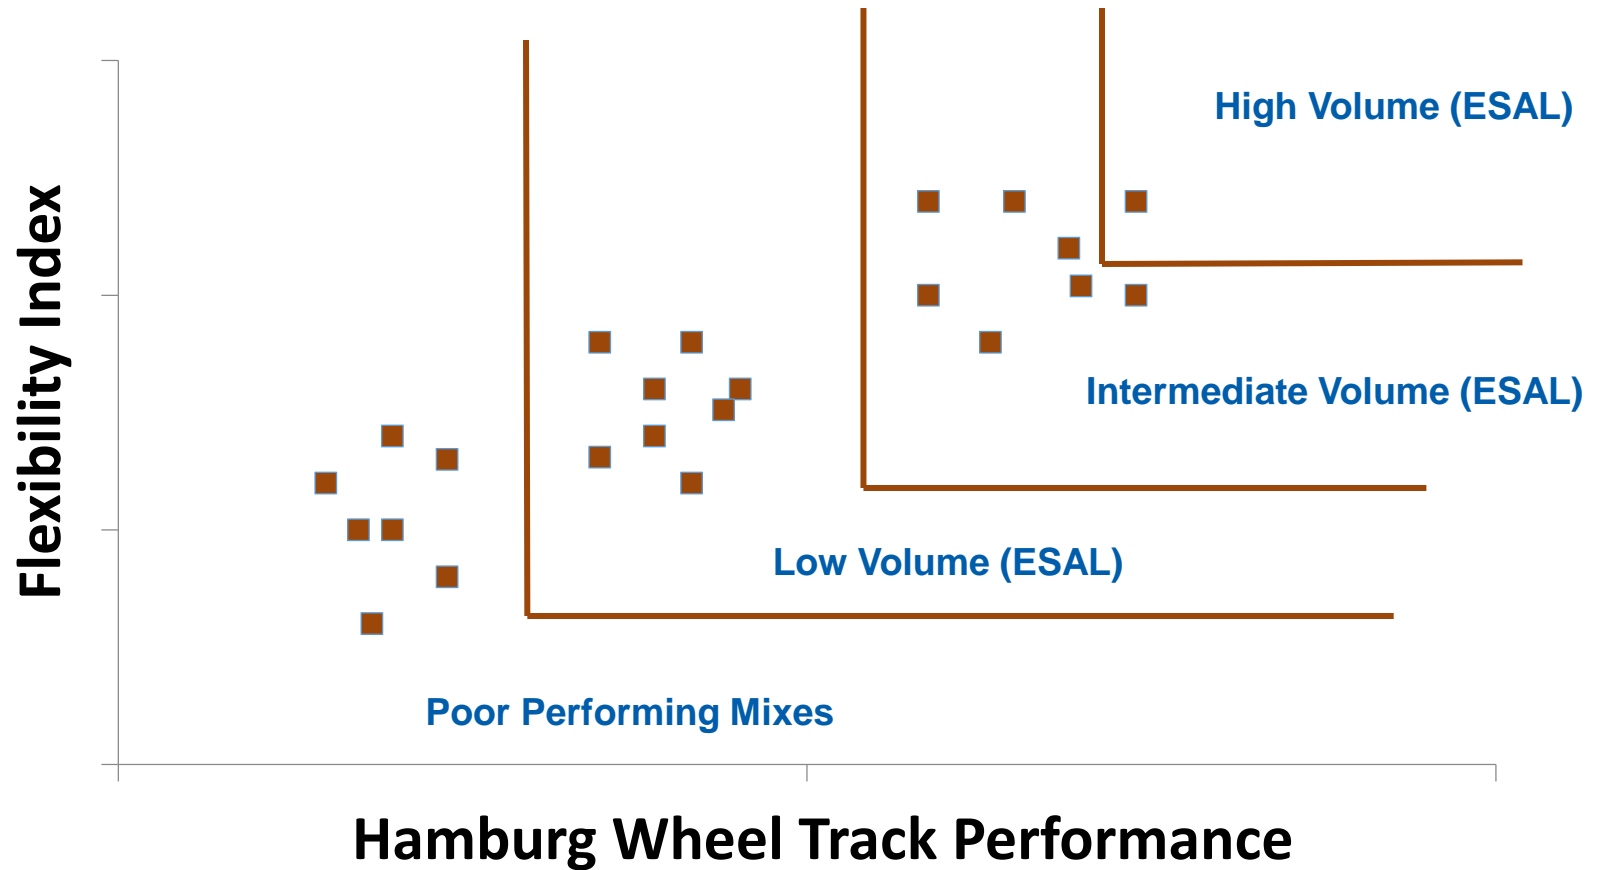 High Volume (ESAL)
Flexibility Index
Intermediate Volume (ESAL)
Low Volume (ESAL)
Poor Performing Mixes
Hamburg Wheel Track Performance